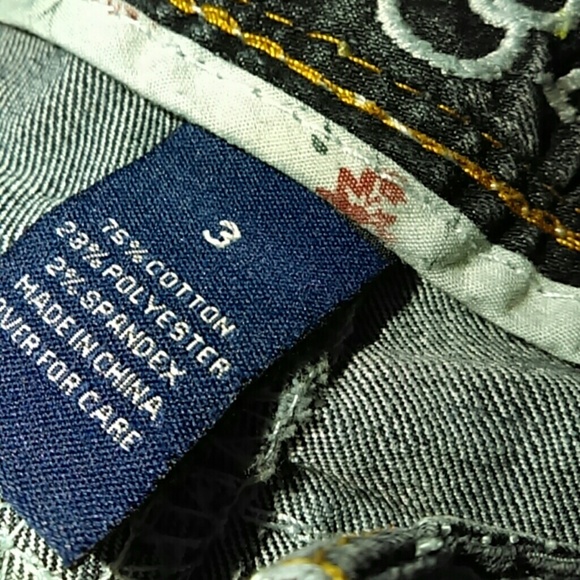 3
75% COTTON
23% POLYESTER
2% SPANDEX
MADE IN CHINA
OVER FOR CARE